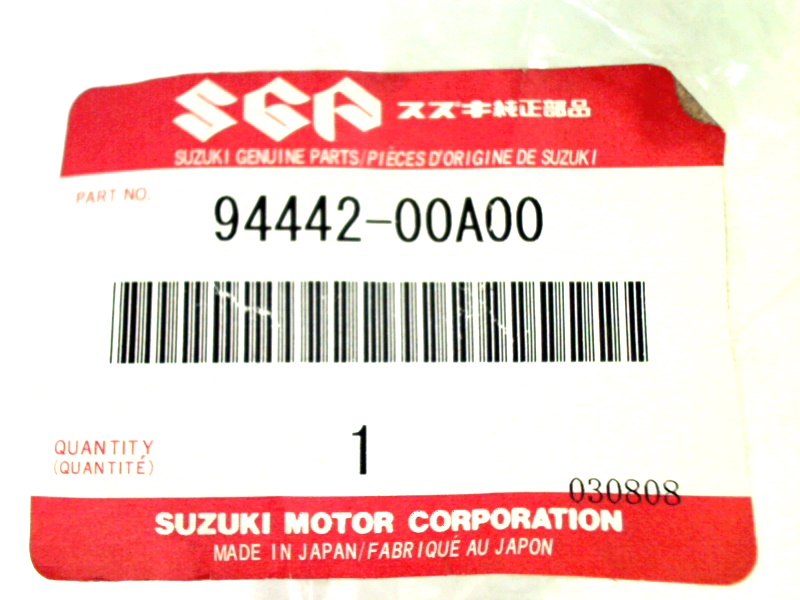 SGP スズキ純正部品
SUZUKI GENUINE PARTS/PIÈCES D'ORIGINE DE SUZUKI
PART NO.
94442-00A00
1
QUANTITY
(QUANTITÉ)
030808
SUZUKI MOTOR CORPORATION
MADE IN JAPAN/FABRIQUÉ AU JAPON